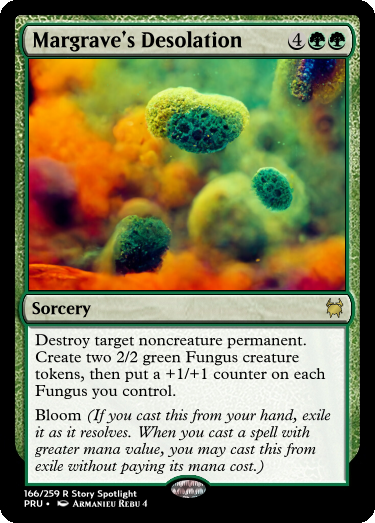 Margrave's Desolation 4
Sorcery
Destroy target noncreature permanent.
Create two 2/2 green Fungus creature
tokens, then put a +1/+1 counter on each
Fungus you control.
Bloom (If you cast this from your hand, exile
it as it resolves. When you cast a spell with
greater mana value, you may cast this from
exile without paying its mana cost.)
166/259 R Story Spotlight
PRU • Armanieu Rebu 4